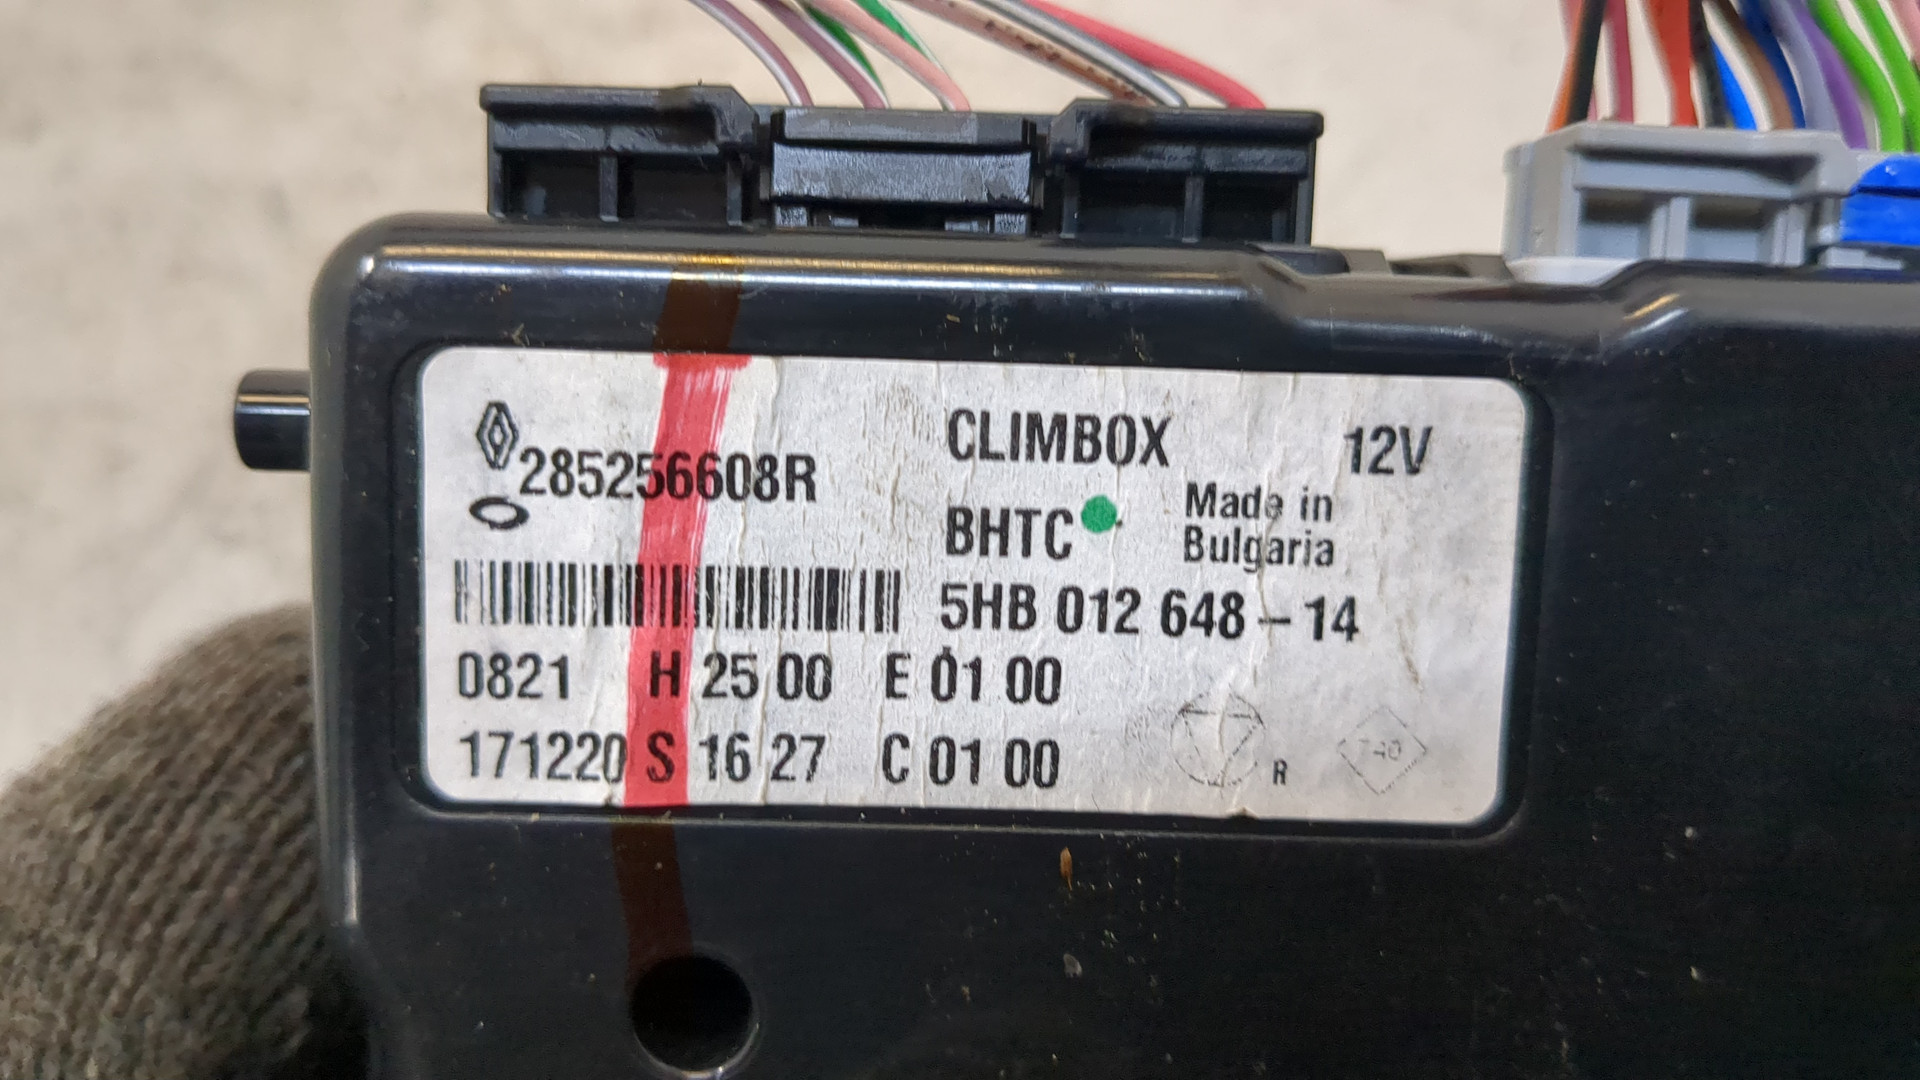 285256608R
CLIMBOX 12V
BHTC Made in
Bulgaria
5HB 012 648-14
0821 H 25 00 E 01 00
171220 S 16 27 C 01 00
R